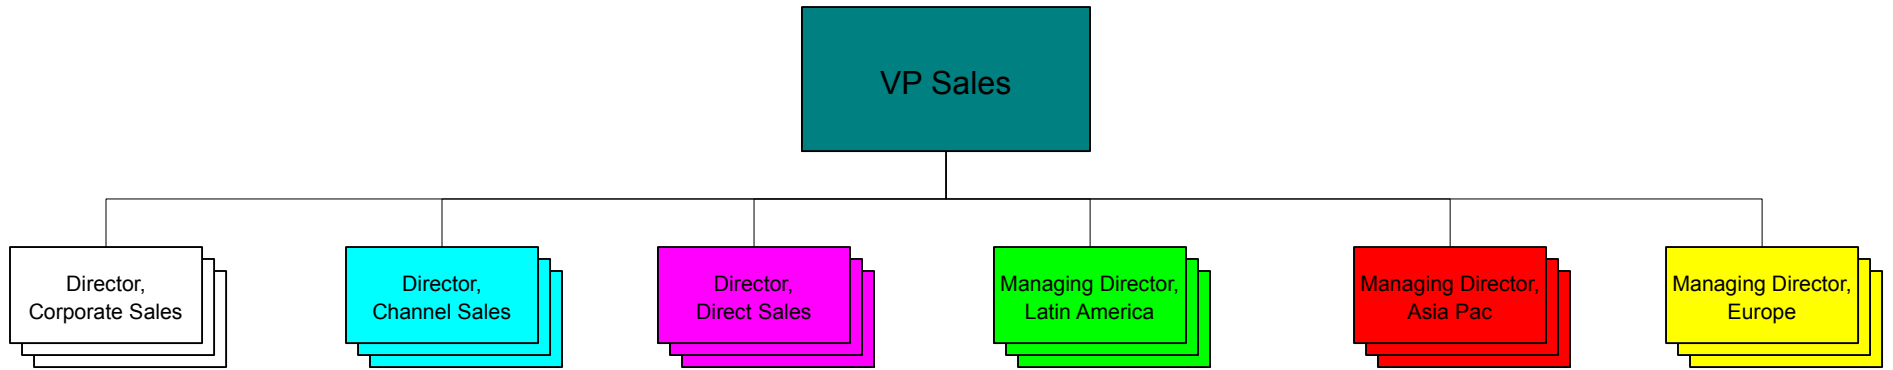 VP Sales
Director,
Corporate Sales
Director,
Channel Sales
Director,
Direct Sales
Managing Director,
Latin America
Managing Director,
Asia Pac
Managing Director,
Europe